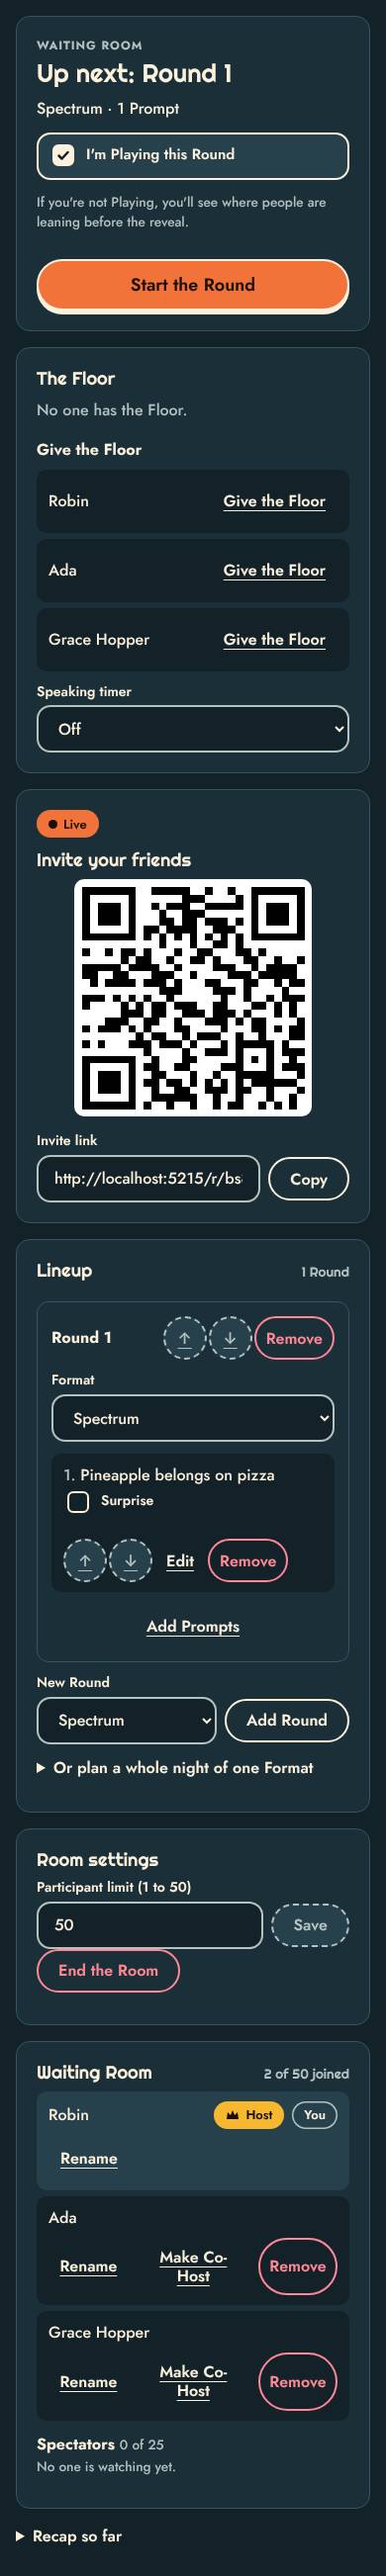 WAITING ROOM
Up next: Round 1
Spectrum · 1 Prompt
I'm Playing this Round
If you're not Playing, you'll see where people are
leaning before the reveal.
Start the Round
The Floor
No one has the Floor.
Give the Floor
Robin Give the Floor
Ada Give the Floor
Grace Hopper Give the Floor
Speaking timer
Off
Live
Invite your friends
Invite link
http://localhost:5215/r/bs Copy
Lineup 1 Round
Round 1 ↑ ↓ Remove
Format
Spectrum
1. Pineapple belongs on pizza
Surprise
↑ ↓ Edit Remove
Add Prompts
New Round
Spectrum Add Round
Or plan a whole night of one Format
Room settings
Participant limit (1 to 50)
50 Save
End the Room
Waiting Room 2 of 50 joined
Robin Host You
Rename
Ada
Rename Make Co-
Host Remove
Grace Hopper
Rename Make Co-
Host Remove
Spectators 0 of 25
No one is watching yet.
Recap so far